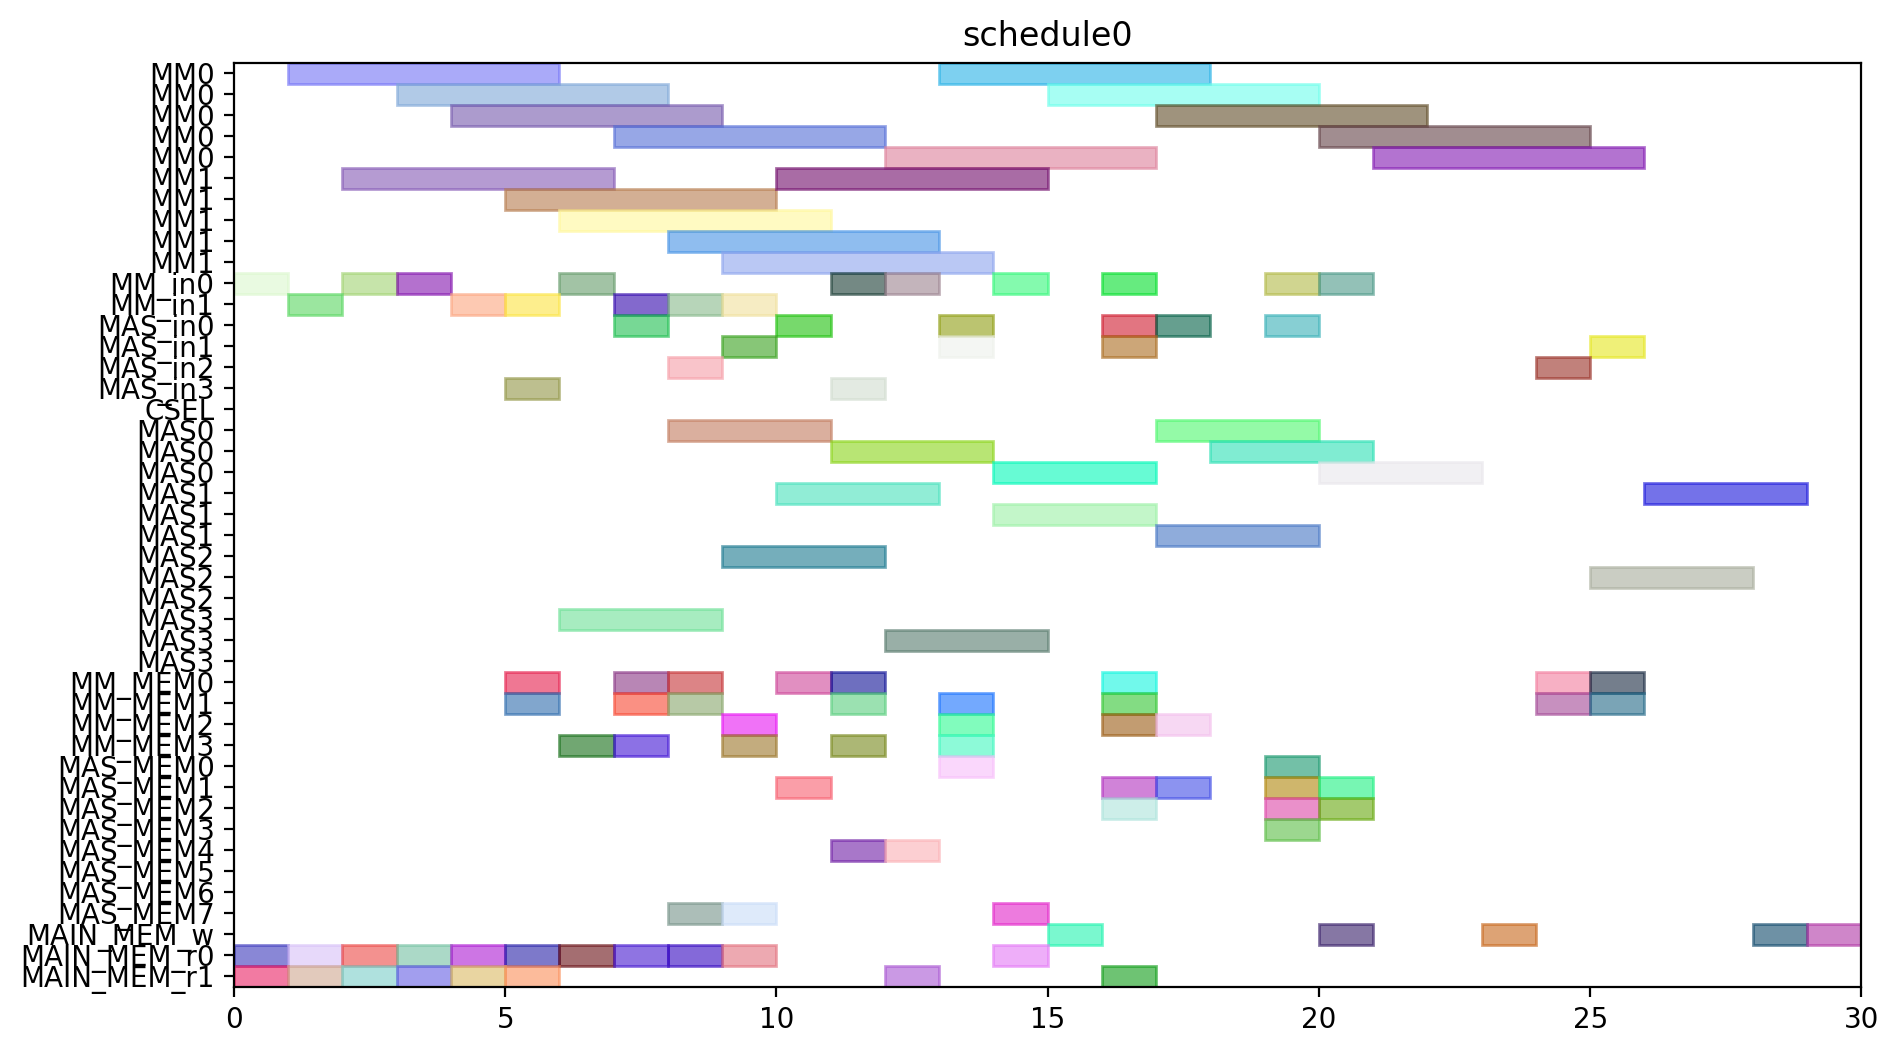 schedule0
MM0
MM0
MM0
MM0
MM0
MM1
MM1
MM1
MM1
MM1
MM_in0
MM_in1
MAS_in0
MAS_in1
MAS_in2
MAS_in3
CSEL
MAS0
MAS0
MAS0
MAS1
MAS1
MAS1
MAS2
MAS2
MAS2
MAS3
MAS3
MAS3
MM_MEM0
MM_MEM1
MM_MEM2
MM_MEM3
MAS_MEM0
MAS_MEM1
MAS_MEM2
MAS_MEM3
MAS_MEM4
MAS_MEM5
MAS_MEM6
MAS_MEM7
MAIN_MEM_w
MAIN_MEM_r0
MAIN_MEM_r1
0 5 10 15 20 25 30